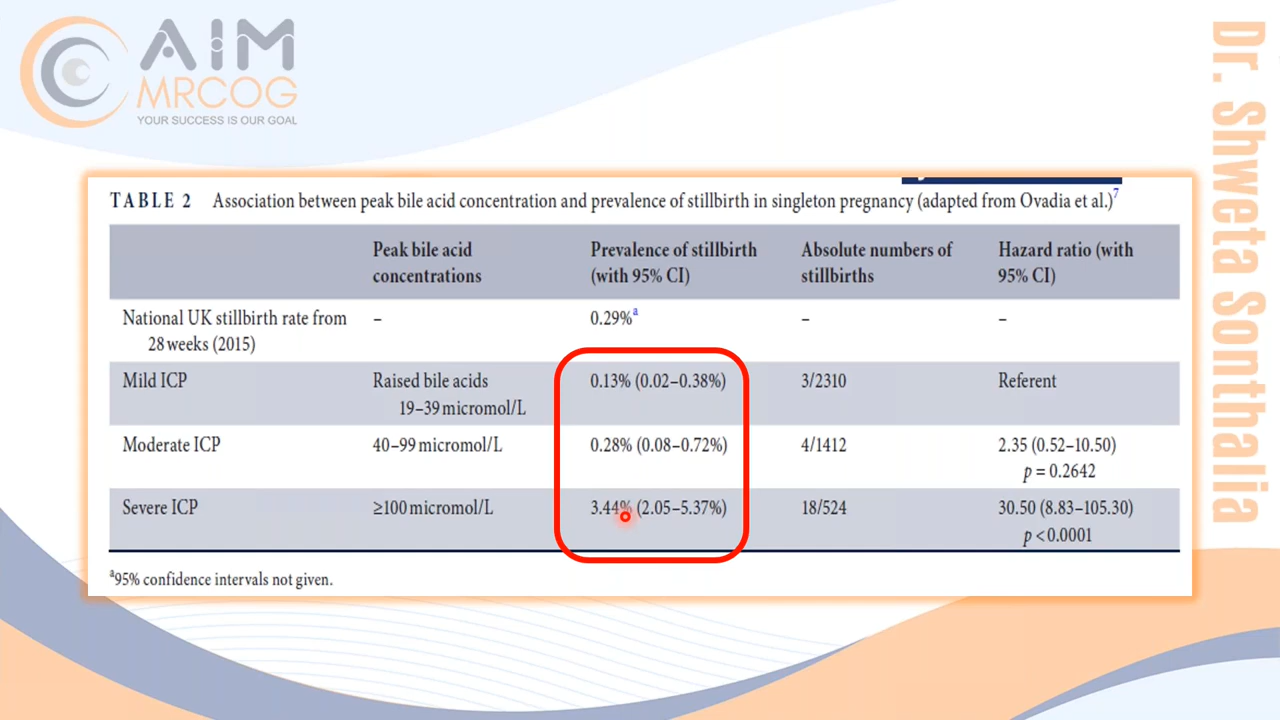 AIM
MRCOG
YOUR SUCCESS IS OUR GOAL
Dr. Shweta Sonthalia
TABLE 2 Association between peak bile acid concentration and prevalence of stillbirth in singleton pregnancy (adapted from Ovadia et al.)7
Peak bile acid concentrations
Prevalence of stillbirth (with 95% CI)
Absolute numbers of stillbirths
Hazard ratio (with 95% CI)
National UK stillbirth rate from 28 weeks (2015) – 0.29%a – –
Mild ICP Raised bile acids 19–39 micromol/L 0.13% (0.02–0.38%) 3/2310 Referent
Moderate ICP 40–99 micromol/L 0.28% (0.08–0.72%) 4/1412 2.35 (0.52–10.50)
p = 0.2642
Severe ICP ≥100 micromol/L 3.44% (2.05–5.37%) 18/524 30.50 (8.83–105.30)
p < 0.0001
a95% confidence intervals not given.